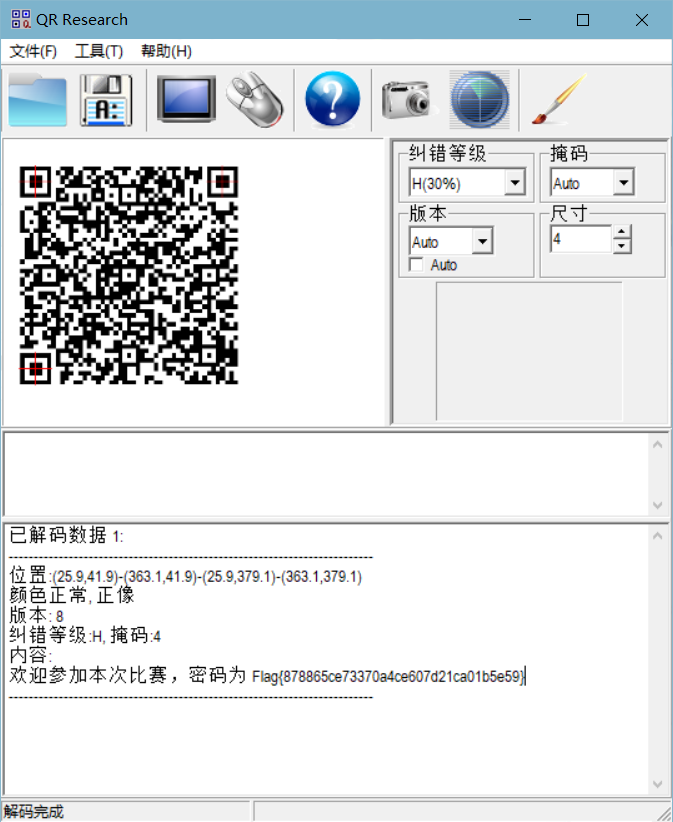 QR Research
文件(F) 工具(T) 帮助(H)
A:
?
纠错等级
掩码
H(30%)
Auto
版本
尺寸
Auto
4
Auto
已解码数据 1:
---------------------------------------------------------------------------
位置:(25.9,41.9)-(363.1,41.9)-(25.9,379.1)-(363.1,379.1)
颜色正常, 正像
版本: 8
纠错等级:H, 掩码:4
内容:
欢迎参加本次比赛，密码为 Flag{878865ce73370a4ce607d21ca01b5e59}
---------------------------------------------------------------------------
解码完成